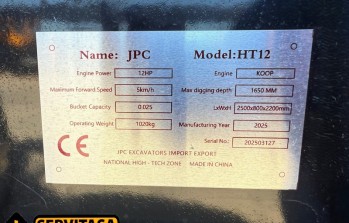 Name: JPC Model:HT12
Engine Power 12HP Engine KOOP
Maximum Forward Speed 5km/h Max digging depth 1650 MM
Bucket Capacity 0.025 LxWxH 2500x800x2200mm
Operating Weight 1020kg Manufacturing Year 2025
Serial No.: 202503127
CE
JPC EXCAVATORS IMPORT EXPORT
NATIONAL HIGH - TECH ZONE MADE IN CHINA
SERVITASA